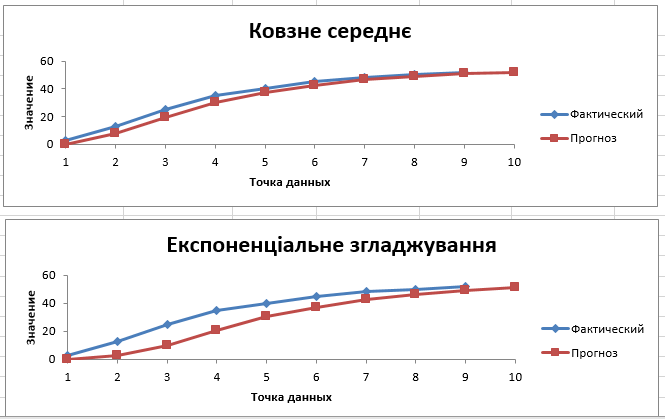 Ковзне середнє
60
40
20
0
Значение
1 2 3 4 5 6 7 8 9 10
Точка данных
Фактический
Прогноз
Експоненціальне згладжування
60
40
20
0
Значение
1 2 3 4 5 6 7 8 9 10
Точка данных
Фактический
Прогноз